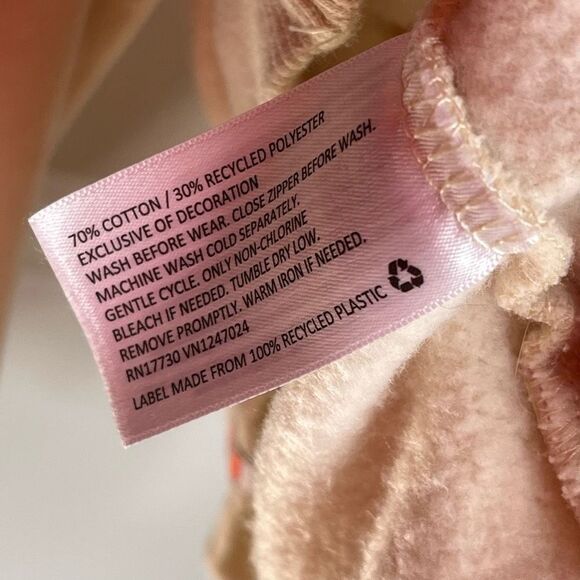 70% COTTON / 30% RECYCLED POLYESTER
EXCLUSIVE OF DECORATION
WASH BEFORE WEAR. CLOSE ZIPPER BEFORE WASH.
MACHINE WASH COLD SEPARATELY.
GENTLE CYCLE. ONLY NON-CHLORINE
BLEACH IF NEEDED. TUMBLE DRY LOW.
REMOVE PROMPTLY. WARM IRON IF NEEDED.
RN17730 VN1247024
LABEL MADE FROM 100% RECYCLED PLASTIC